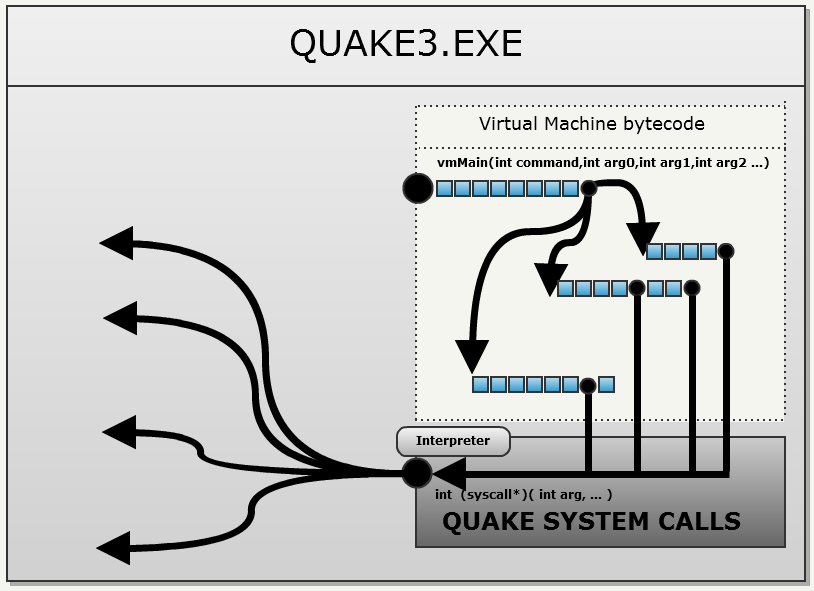 QUAKE3.EXE
Virtual Machine bytecode
vmMain(int command,int arg0,int arg1,int arg2 ...)
Interpreter
int (syscall*)( int arg, ... )
QUAKE SYSTEM CALLS